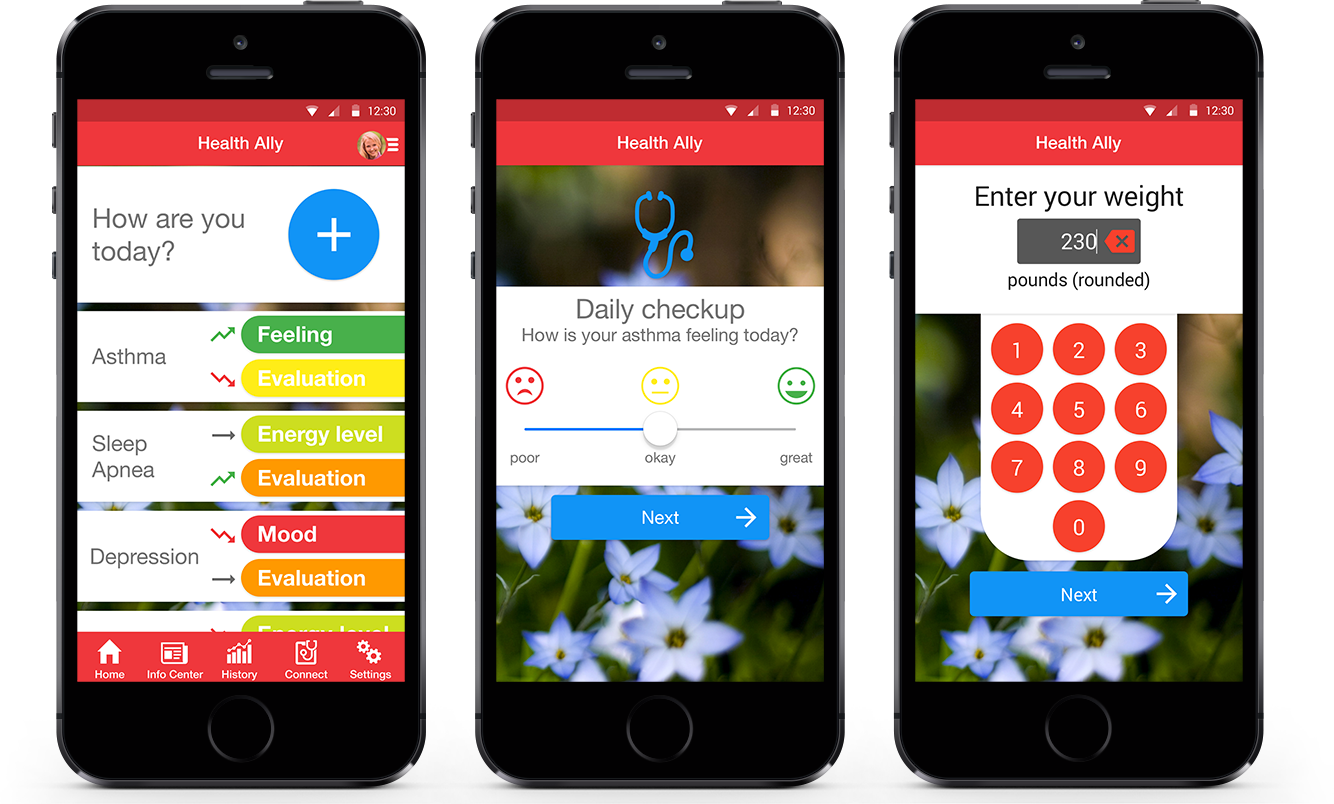 12:30
Health Ally
How are you
today?
Asthma
Feeling
Evaluation
Sleep
Apnea
Energy level
Evaluation
Depression
Mood
Evaluation
Energy level
Home
Info Center
History
Connect
Settings
12:30
Health Ally
Daily checkup
How is your asthma feeling today?
poor
okay
great
Next
12:30
Health Ally
Enter your weight
230
pounds (rounded)
1 2 3
4 5 6
7 8 9
0
Next